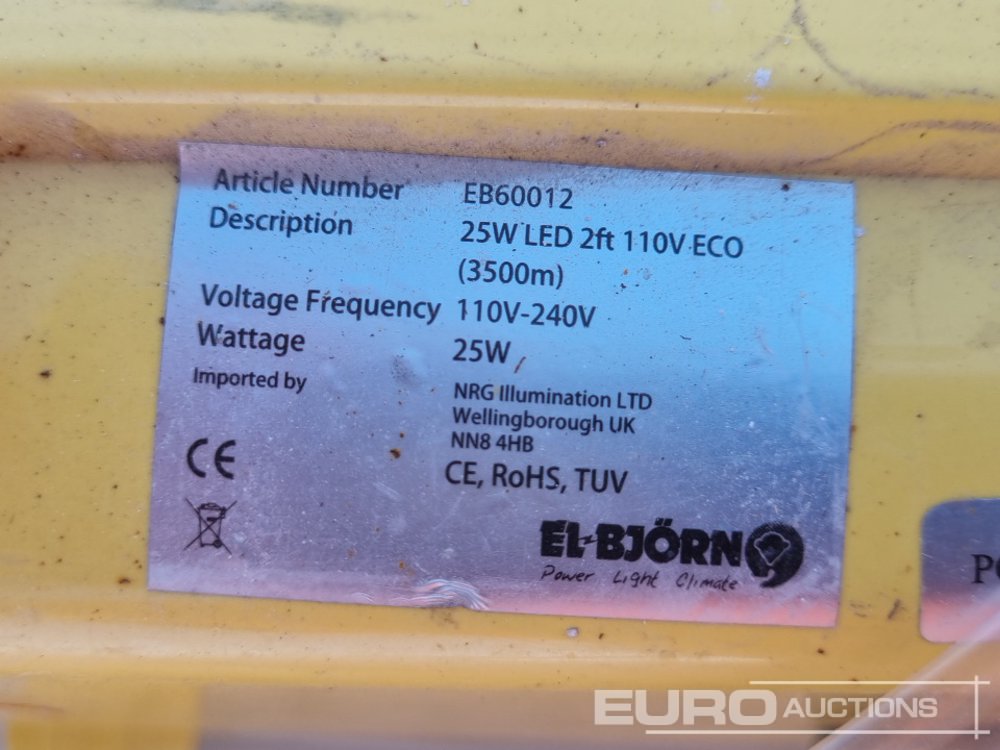 Article Number EB60012
Description 25W LED 2ft 110V ECO
(3500m)
Voltage Frequency 110V-240V
Wattage 25W
Imported by NRG Illumination LTD
Wellingborough UK
NN8 4HB
CE
CE, RoHS, TUV
EL-BJÖRN
Power Light Climate
EURO AUCTIONS